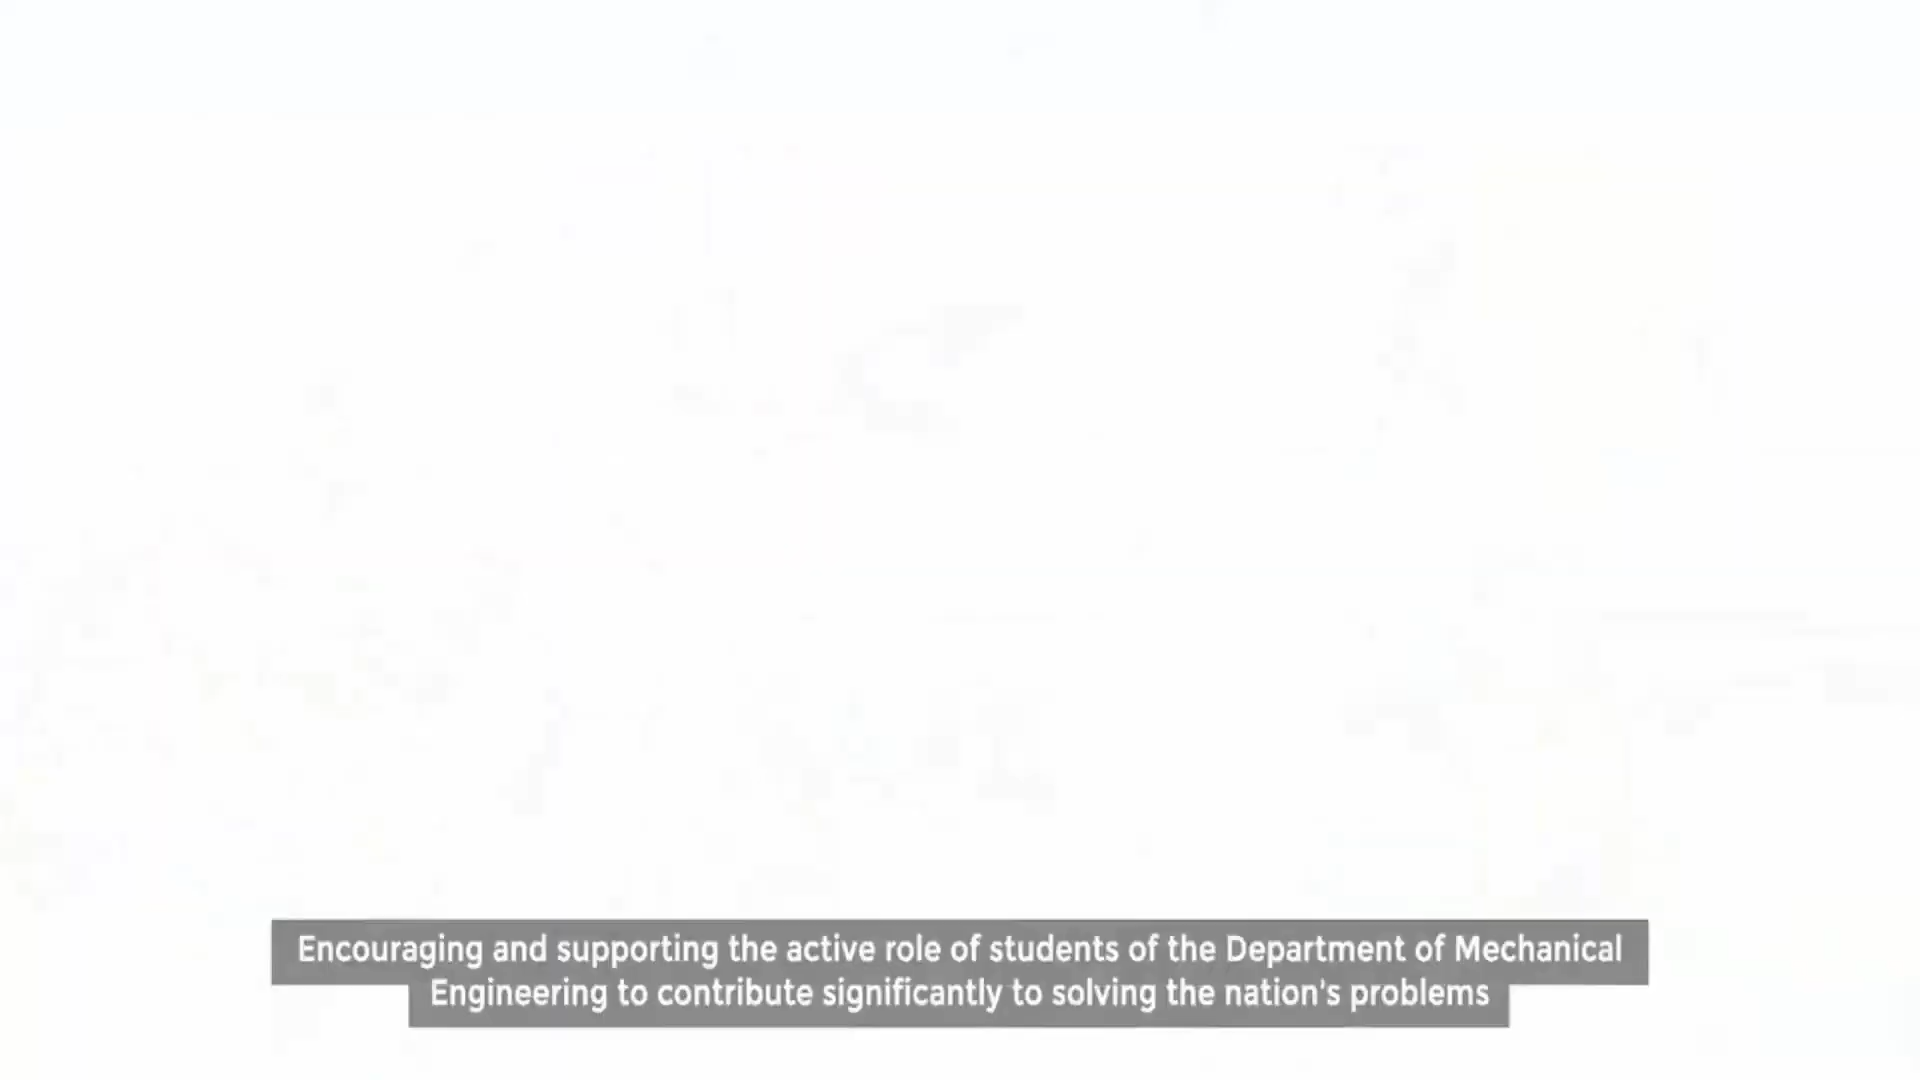 Encouraging and supporting the active role of students of the Department of Mechanical
Engineering to contribute significantly to solving the nation's problems